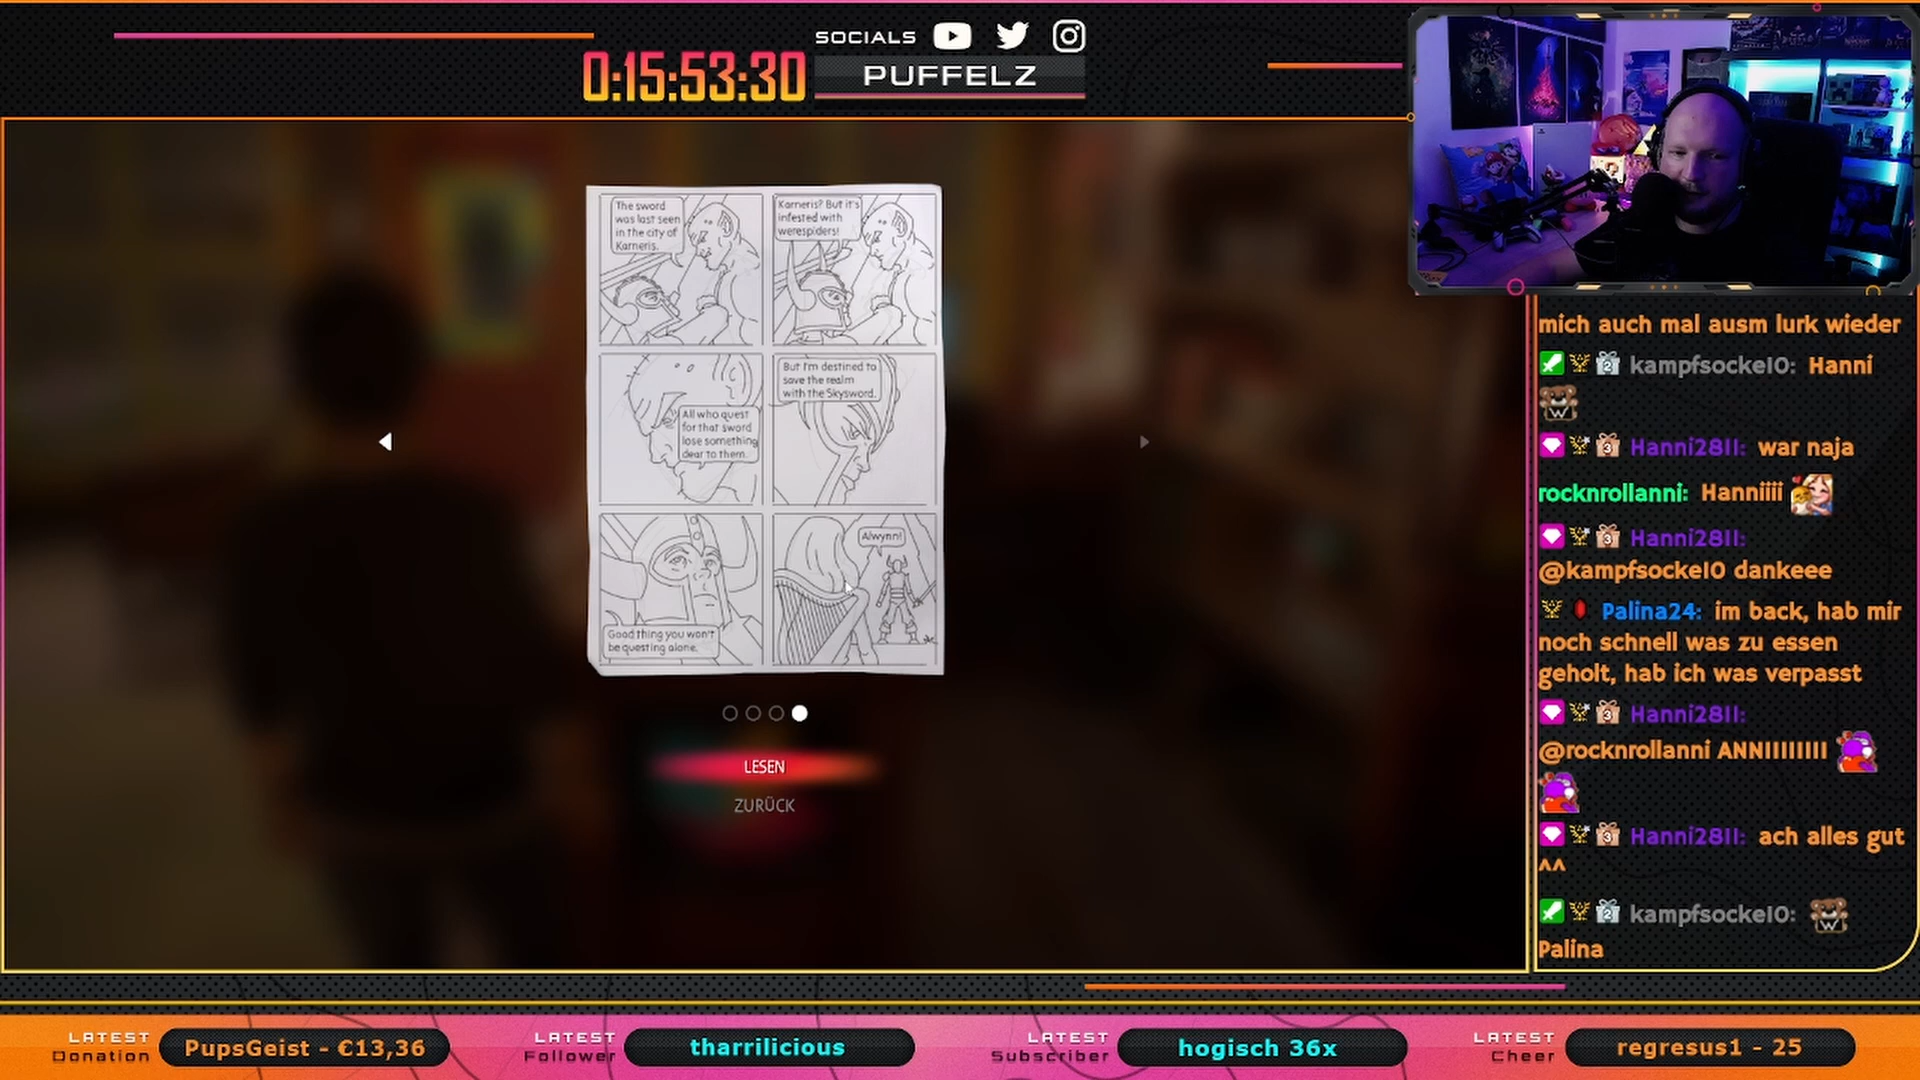 SOCIALS
0:15:53:30
PUFFELZ
The sword
was last seen
in the city of
Karneris.
Karneris? But it's
infested with
werespiders!
All who quest
for that sword
lose something
dear to them.
But I'm destined to
save the realm
with the Skysword.
Good thing you won't
be questing alone.
Alwynn!
LESEN
ZURÜCK
mich auch mal ausm lurk wieder
kampfsocke10: Hanni
Hanni2811: war naja
rocknrollanni: Hanniiii
Hanni2811:
@kampfsocke10 dankeee
Palina24: im back, hab mir
noch schnell was zu essen
geholt, hab ich was verpasst
Hanni2811:
@rocknrollanni ANNIIIIIIII
Hanni2811: ach alles gut
^^
kampfsocke10:
Palina
LATEST
Donation
PupsGeist - €13,36
LATEST
Follower
tharrilicious
LATEST
Subscriber
hogisch 36x
LATEST
Cheer
regresus1 - 25